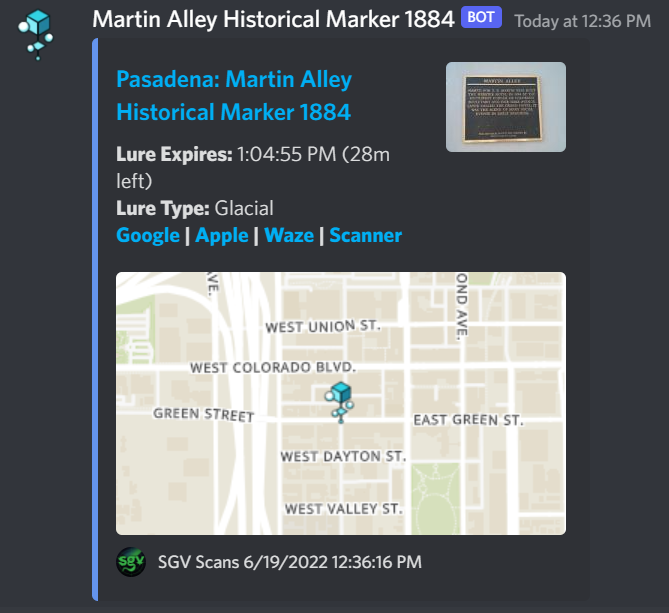 Martin Alley Historical Marker 1884 BOT Today at 12:36 PM
Pasadena: Martin Alley
Historical Marker 1884
MARTIN ALLEY
Lure Expires: 1:04:55 PM (28m
left)
Lure Type: Glacial
Google | Apple | Waze | Scanner
AVE.
OND AVE.
WEST UNION ST.
WEST COLORADO BLVD.
GREEN STREET
EAST GREEN ST.
WEST DAYTON ST.
WEST VALLEY ST.
sgv
SGV Scans 6/19/2022 12:36:16 PM